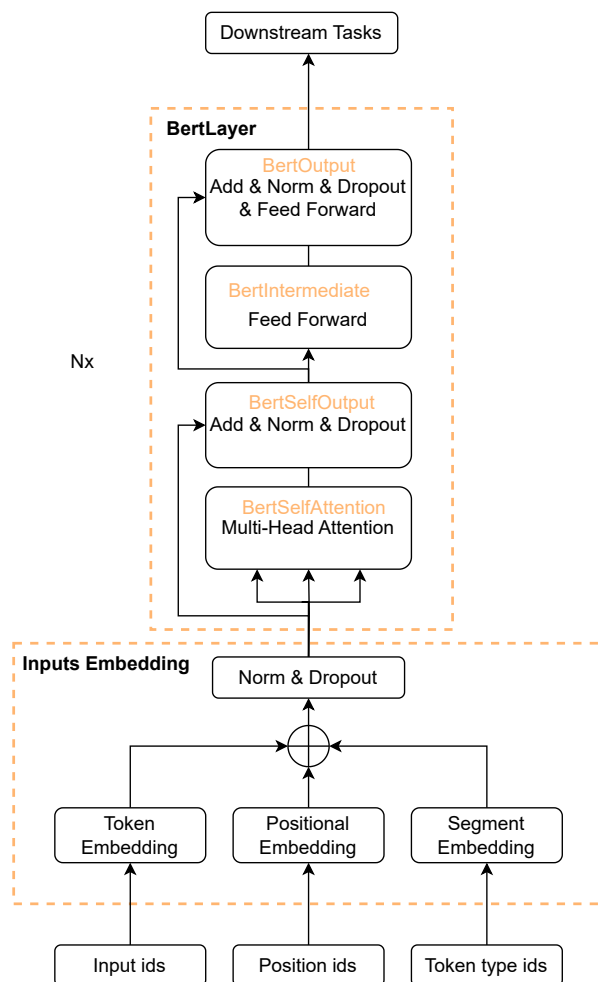 Downstream Tasks
BertLayer
BertOutput
Add & Norm & Dropout
& Feed Forward
BertIntermediate
Feed Forward
Nx
BertSelfOutput
Add & Norm & Dropout
BertSelfAttention
Multi-Head Attention
Inputs Embedding
Norm & Dropout
Token
Embedding
Positional
Embedding
Segment
Embedding
Input ids
Position ids
Token type ids